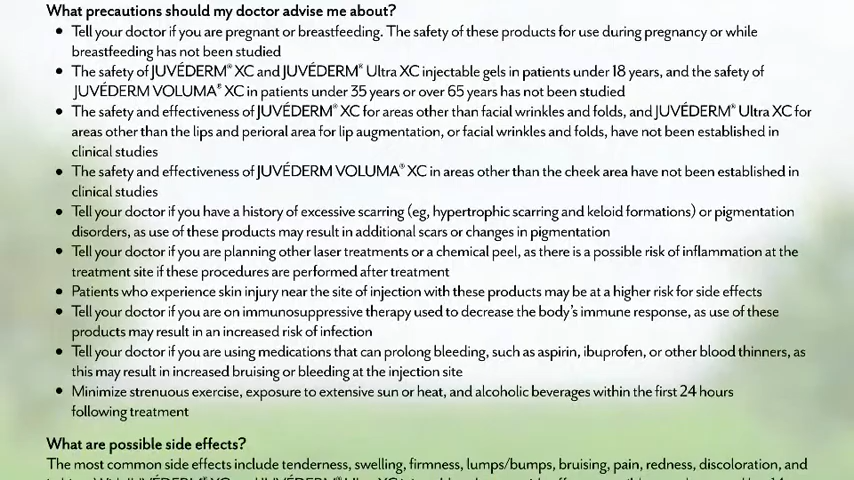 What precautions should my doctor advise me about?
• Tell your doctor if you are pregnant or breastfeeding. The safety of these products for use during pregnancy or while
breastfeeding has not been studied
• The safety of JUVÉDERM® XC and JUVÉDERM® Ultra XC injectable gels in patients under 18 years, and the safety of
JUVÉDERM VOLUMA® XC in patients under 35 years or over 65 years has not been studied
• The safety and effectiveness of JUVÉDERM® XC for areas other than facial wrinkles and folds, and JUVÉDERM® Ultra XC for
areas other than the lips and perioral area for lip augmentation, or facial wrinkles and folds, have not been established in
clinical studies
• The safety and effectiveness of JUVÉDERM VOLUMA® XC in areas other than the cheek area have not been established in
clinical studies
• Tell your doctor if you have a history of excessive scarring (eg, hypertrophic scarring and keloid formations) or pigmentation
disorders, as use of these products may result in additional scars or changes in pigmentation
• Tell your doctor if you are planning other laser treatments or a chemical peel, as there is a possible risk of inflammation at the
treatment site if these procedures are performed after treatment
• Patients who experience skin injury near the site of injection with these products may be at a higher risk for side effects
• Tell your doctor if you are on immunosuppressive therapy used to decrease the body's immune response, as use of these
products may result in an increased risk of infection
• Tell your doctor if you are using medications that can prolong bleeding, such as aspirin, ibuprofen, or other blood thinners, as
this may result in increased bruising or bleeding at the injection site
• Minimize strenuous exercise, exposure to extensive sun or heat, and alcoholic beverages within the first 24 hours
following treatment
What are possible side effects?
The most common side effects include tenderness, swelling, firmness, lumps/bumps, bruising, pain, redness, discoloration, and